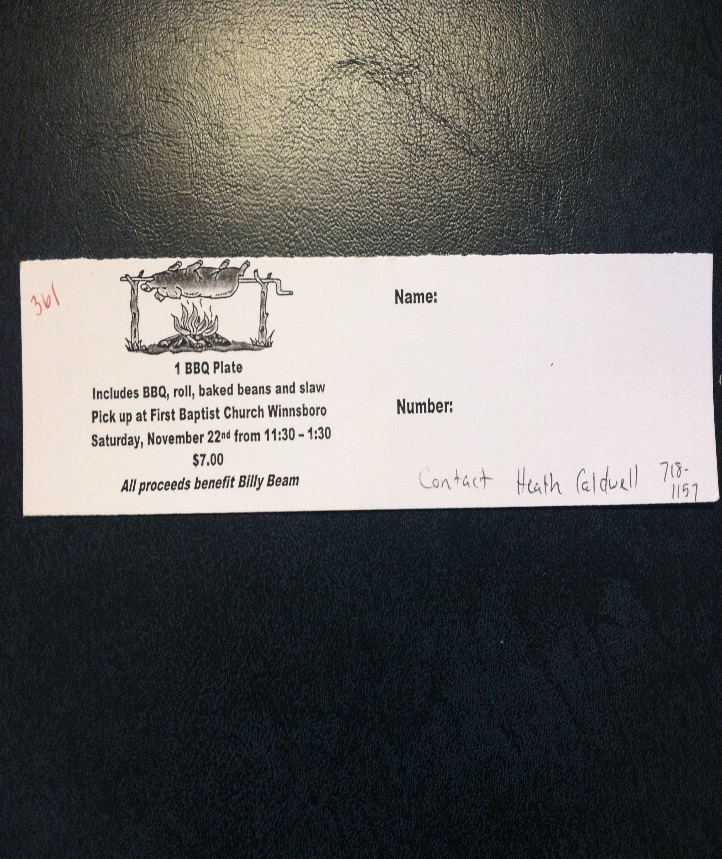 361
1 BBQ Plate
Includes BBQ, roll, baked beans and slaw
Pick up at First Baptist Church Winnsboro
Saturday, November 22nd from 11:30 – 1:30
$7.00
All proceeds benefit Billy Beam
Name:
Number:
Contact Heath Caldwell 718-
1157